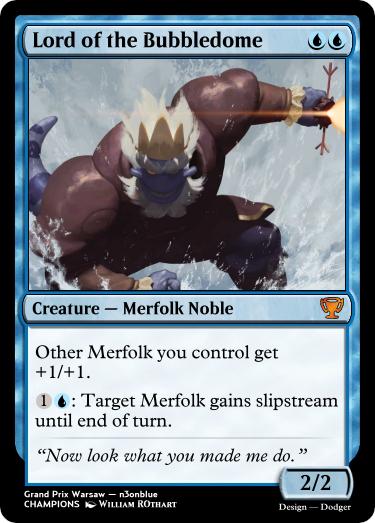 Lord of the Bubbledome
Creature — Merfolk Noble
Other Merfolk you control get
+1/+1.
1 : Target Merfolk gains slipstream
until end of turn.
“Now look what you made me do.”
2/2
Grand Prix Warsaw — n3onblue
CHAMPIONS William R0thart
Design — Dodger